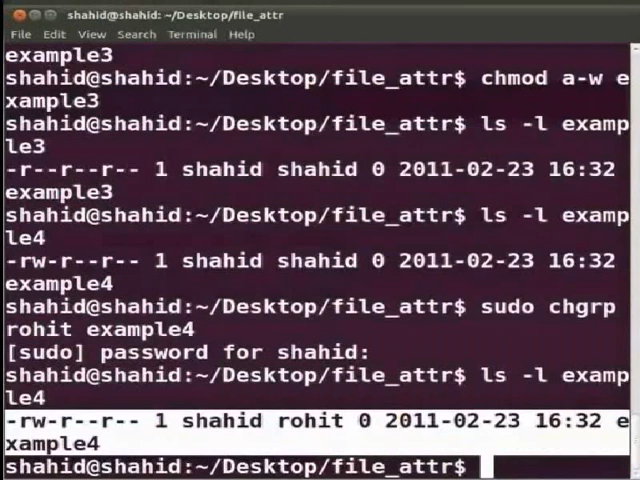 shahid@shahid: ~/Desktop/file_attr
File Edit View Search Terminal Help
example3
shahid@shahid:~/Desktop/file_attr$ chmod a-w e
xample3
shahid@shahid:~/Desktop/file_attr$ ls -l examp
le3
-r--r--r-- 1 shahid shahid 0 2011-02-23 16:32
example3
shahid@shahid:~/Desktop/file_attr$ ls -l examp
le4
-rw-r--r-- 1 shahid shahid 0 2011-02-23 16:32
example4
shahid@shahid:~/Desktop/file_attr$ sudo chgrp
rohit example4
[sudo] password for shahid:
shahid@shahid:~/Desktop/file_attr$ ls -l examp
le4
-rw-r--r-- 1 shahid rohit 0 2011-02-23 16:32 e
xample4
shahid@shahid:~/Desktop/file_attr$